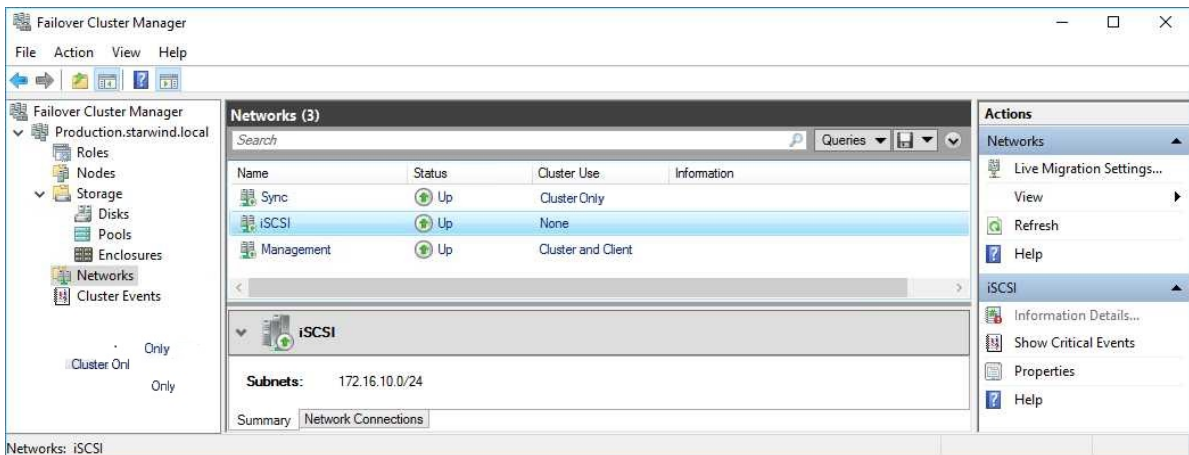 Failover Cluster Manager
File Action View Help
Failover Cluster Manager
Production.starwind.local
Roles
Nodes
Storage
Disks
Pools
Enclosures
Networks
Cluster Events
Only
Cluster Onl
Only
Networks (3)
Search
Queries
Name Status Cluster Use Information
Sync Up Cluster Only
iSCSI Up None
Management Up Cluster and Client
iSCSI
Subnets: 172.16.10.0/24
Summary Network Connections
Actions
Networks
Live Migration Settings...
View
Refresh
Help
iSCSI
Information Details...
Show Critical Events
Properties
Help
Networks: iSCSI